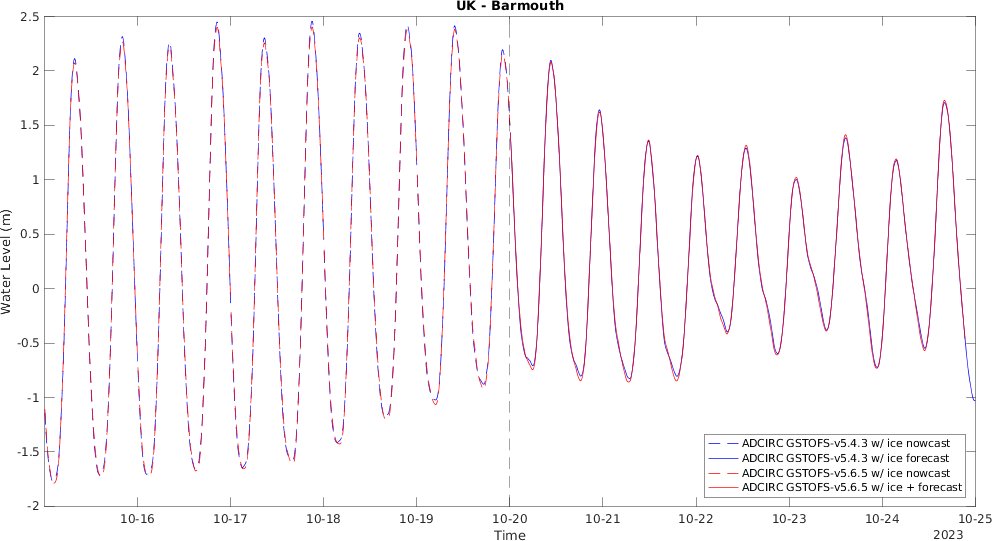 UK - Barmouth
2.5
2
1.5
1
0.5
0
-0.5
-1
-1.5
-2
Water Level (m)
10-16 10-17 10-18 10-19 10-20 10-21 10-22 10-23 10-24 10-25
Time
2023
ADCIRC GSTOFS-v5.4.3 w/ ice nowcast
ADCIRC GSTOFS-v5.4.3 w/ ice forecast
ADCIRC GSTOFS-v5.6.5 w/ ice nowcast
ADCIRC GSTOFS-v5.6.5 w/ ice + forecast